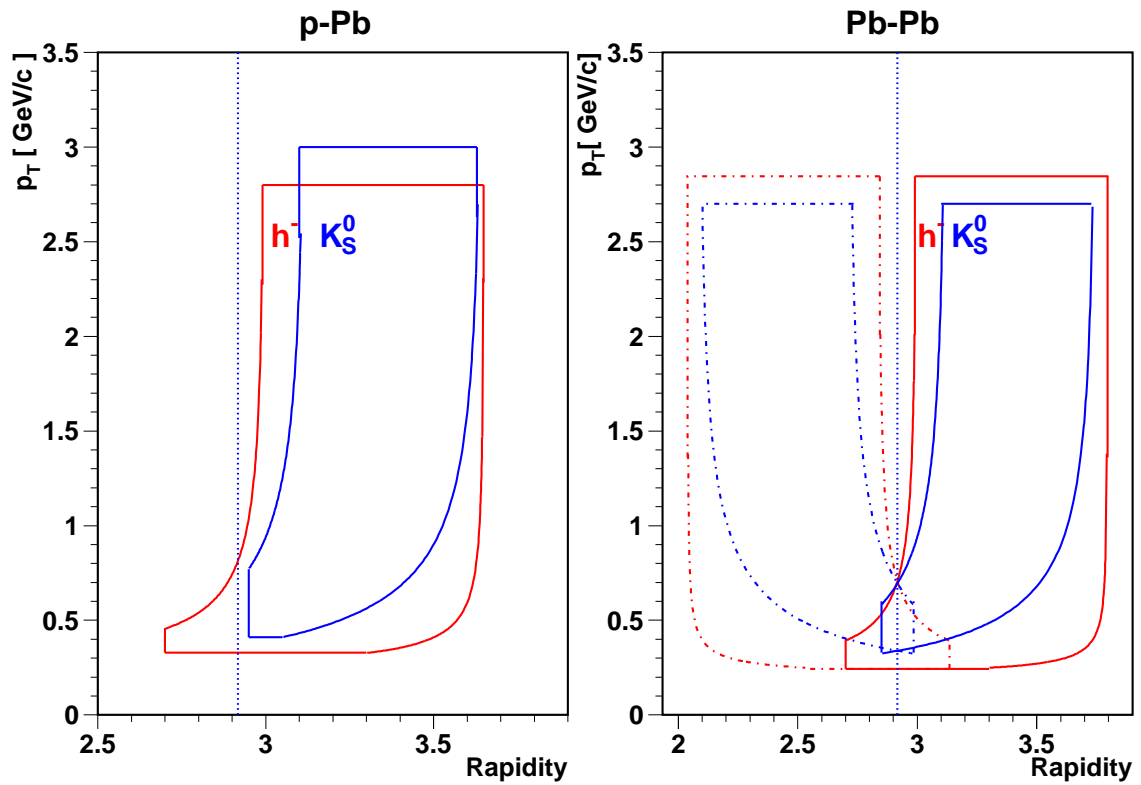 p-Pb
p_T [ GeV/c ]
3.5
3
2.5
2
1.5
1
0.5
0
h⁻ K⁰_S
2.5 3 3.5
Rapidity
Pb-Pb
p_T[ GeV/c]
3.5
3
2.5
2
1.5
1
0.5
0
h⁻ K⁰_S
2 2.5 3 3.5
Rapidity